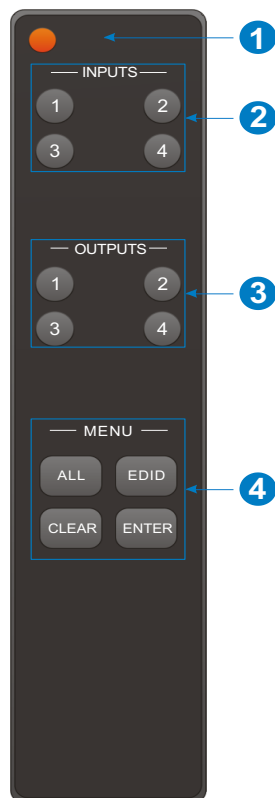 1
INPUTS
1 2
3 4
2
OUTPUTS
1 2
3 4
3
MENU
ALL EDID
CLEAR ENTER
4